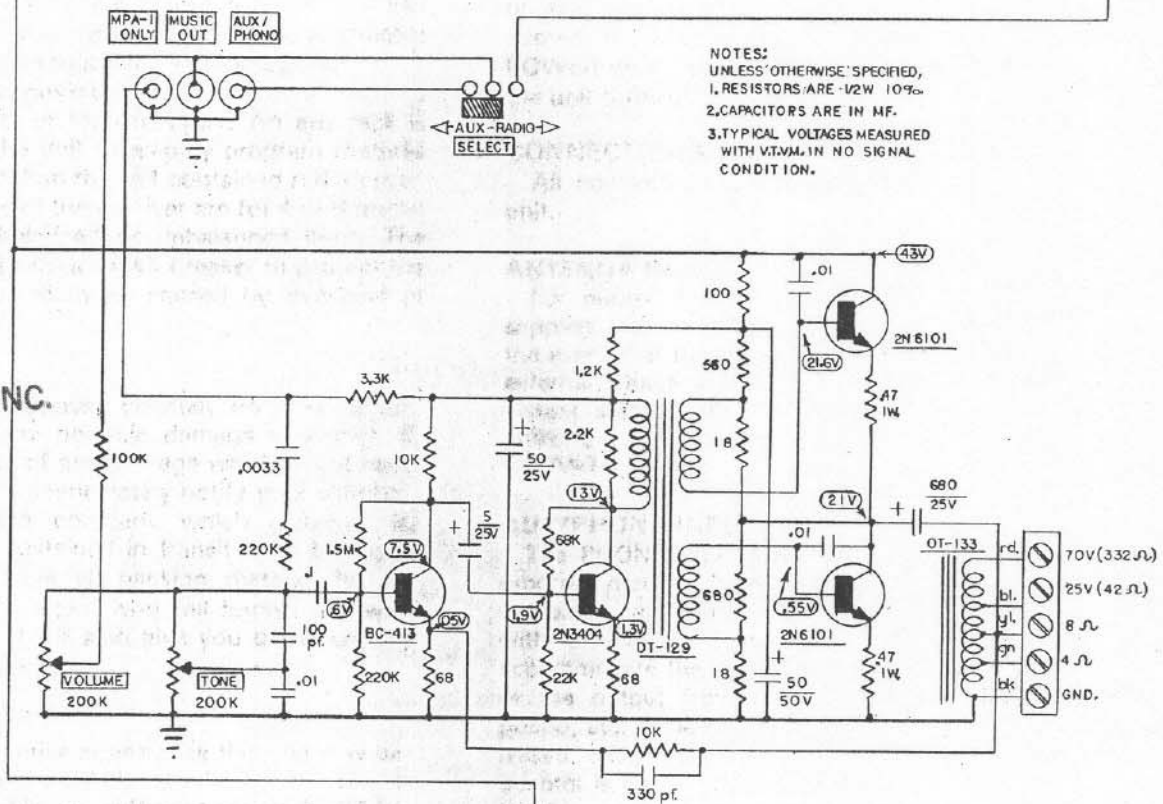 MPA-1 ONLY
MUSIC OUT
AUX/ PHONO
AUX-RADIO
SELECT
NOTES:
UNLESS OTHERWISE SPECIFIED,
1. RESISTORS ARE 1/2W 10%.
2. CAPACITORS ARE IN MF.
3. TYPICAL VOLTAGES MEASURED
WITH V.T.V.M. IN NO SIGNAL
CONDITION.
43V
.01
100
2N6101
21.6V
1.2K
560
NC.
3.3K
.47
1W.
100K
.0033
10K
+
50
25V
2.2K
18
13V
21V
680
25V
+
220K
1.5M
7.5V
+
5
25V
68K
.01
OT-133
rd.
70V (332Ω)
bl.
25V (42Ω)
.1
.6V
.05V
1.9V
1.3V
680
.55V
yl.
8Ω
100
pf.
BC-413
2N3404
DT-129
2N6101
gn
4Ω
VOLUME
200K
TONE
200K
.01
220K
68
22K
68
18
+
50
50V
.47
1W.
bk.
GND.
10K
330 pf.